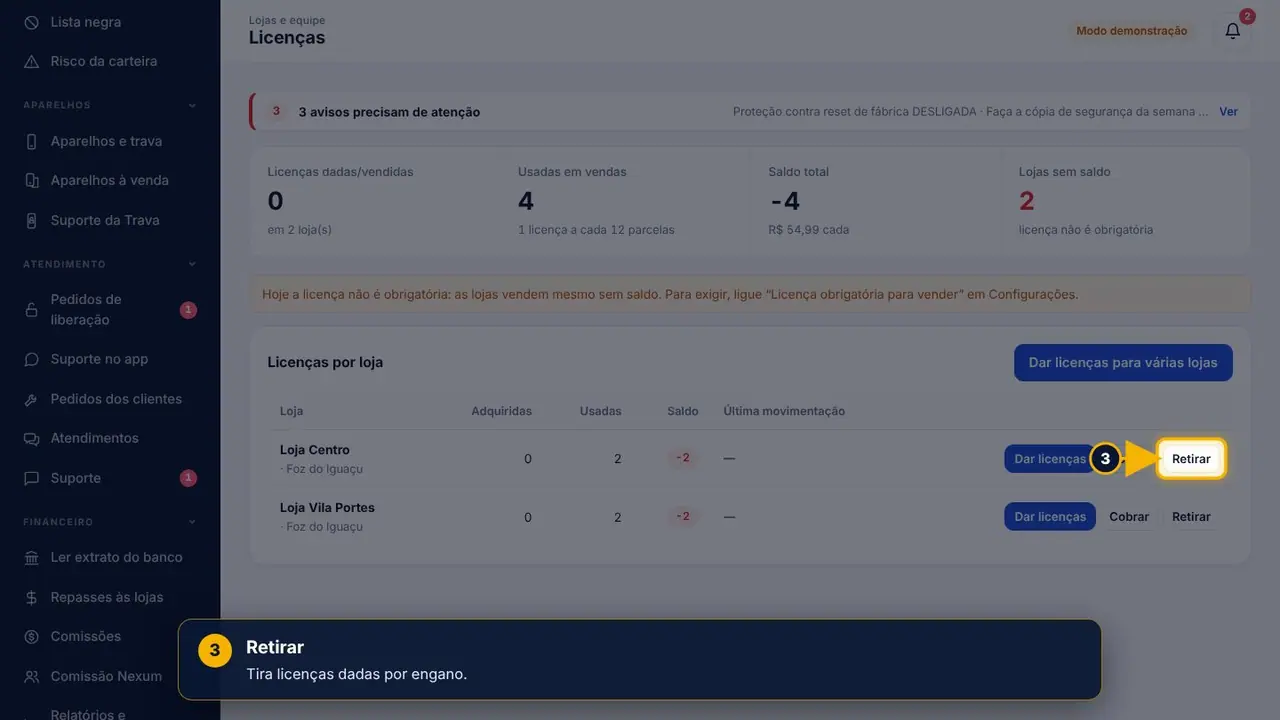 Lista negra
Risco da carteira
APARELHOS
Aparelhos e trava
Aparelhos à venda
Suporte da Trava
ATENDIMENTO
Pedidos de
liberação
1
Suporte no app
Pedidos dos clientes
Atendimentos
Suporte
1
FINANCEIRO
Ler extrato do banco
Repasses às lojas
Comissões
Comissão Nexum
Relatórios e
Lojas e equipe
Licenças
Modo demonstração
2
3
3 avisos precisam de atenção
Proteção contra reset de fábrica DESLIGADA · Faça a cópia de segurança da semana ...
Ver
Licenças dadas/vendidas
0
em 2 loja(s)
Usadas em vendas
4
1 licença a cada 12 parcelas
Saldo total
-4
R$ 54,99 cada
Lojas sem saldo
2
licença não é obrigatória
Hoje a licença não é obrigatória: as lojas vendem mesmo sem saldo. Para exigir, ligue “Licença obrigatória para vender” em Configurações.
Licenças por loja
Dar licenças para várias lojas
Loja Adquiridas Usadas Saldo Última movimentação
Loja Centro
· Foz do Iguaçu
0 2 -2 —
Dar licenças
3
Retirar
Loja Vila Portes
· Foz do Iguaçu
0 2 -2 —
Dar licenças Cobrar Retirar
3
Retirar
Tira licenças dadas por engano.